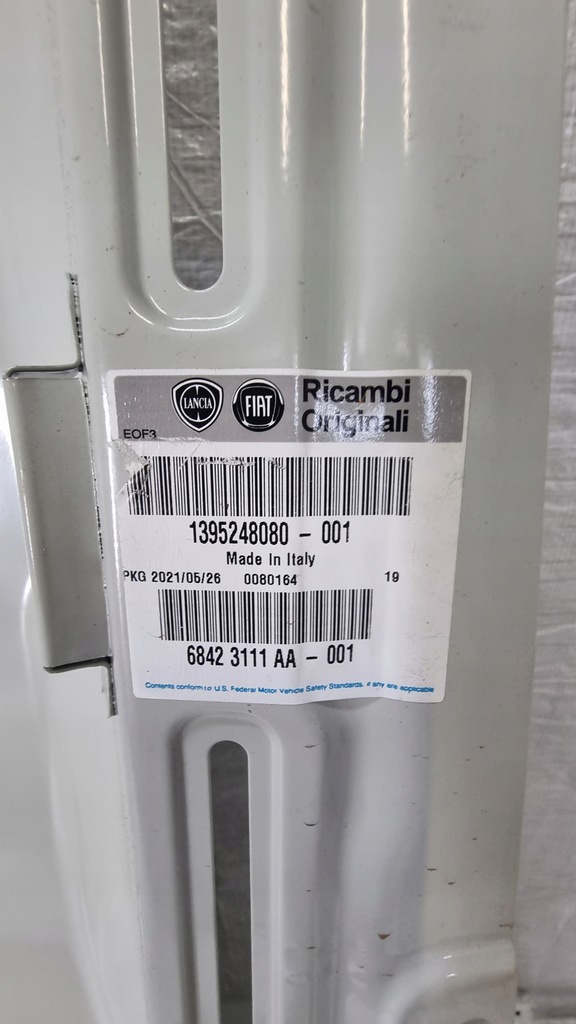 LANCIA FIAT Ricambi
Originali
EOF3
1395248080 - 001
Made In Italy
PKG 2021/05/26 0080164 19
6842 3111 AA - 001
Contents conform to U.S. Federal Motor Vehicle Safety Standards, if any are applicable